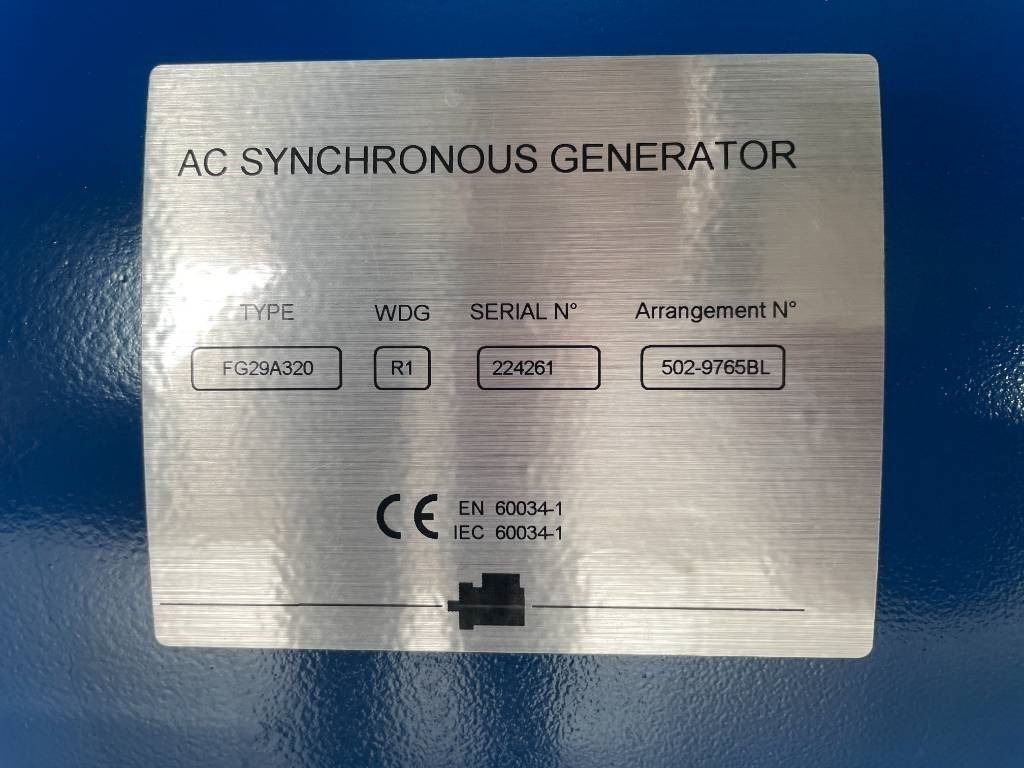 AC SYNCHRONOUS GENERATOR
TYPE WDG SERIAL N° Arrangement N°
FG29A320 R1 224261 502-9765BL
CE EN 60034-1
IEC 60034-1